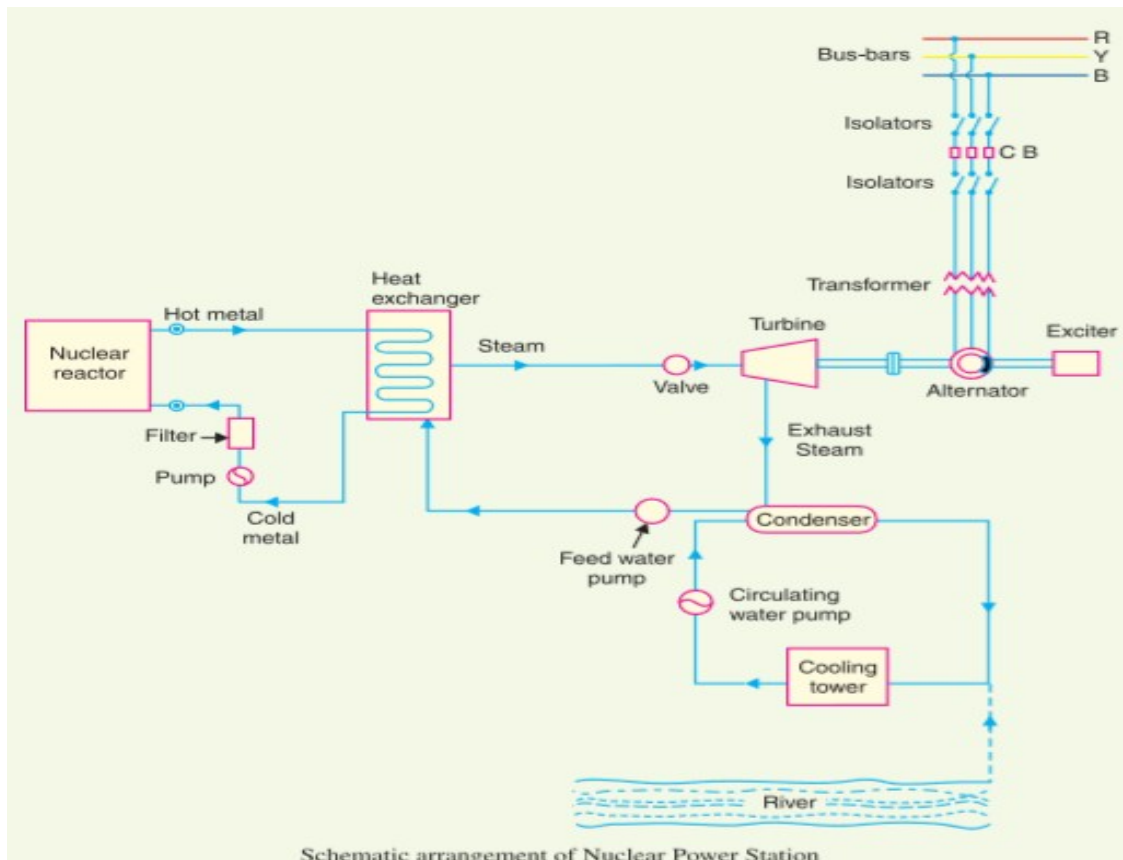 R
Bus-bars
Y
B
Isolators
C B
Isolators
Transformer
Heat
exchanger
Hot metal
Turbine
Exciter
Nuclear
reactor
Steam
Valve
Alternator
Filter
Exhaust
Steam
Pump
Cold
metal
Condenser
Feed water
pump
Circulating
water pump
Cooling
tower
River
Schematic arrangement of Nuclear Power Station